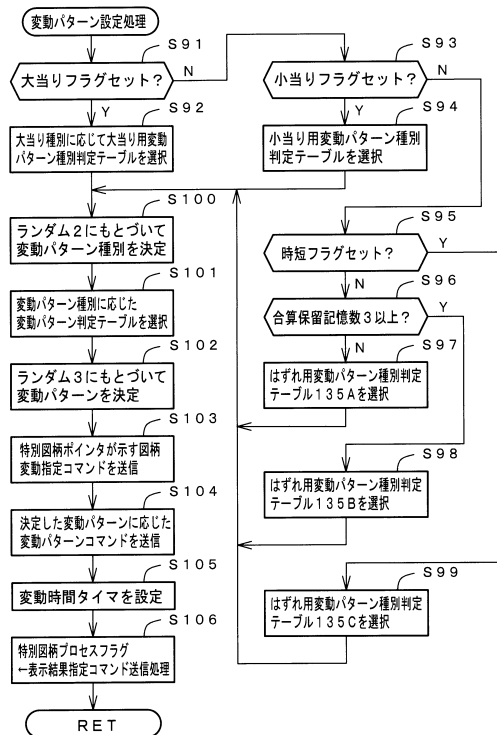 変動パターン設定処理
S91
大当りフラグセット？
N
Y
S92
大当り種別に応じて大当り用変動
パターン種別判定テーブルを選択
S93
小当りフラグセット？
N
Y
S94
小当り用変動パターン種別
判定テーブルを選択
S95
時短フラグセット？
Y
N
S96
合算保留記憶数３以上？
Y
N
S97
はずれ用変動パターン種別判定
テーブル１３５Ａを選択
S98
はずれ用変動パターン種別判定
テーブル１３５Ｂを選択
S99
はずれ用変動パターン種別判定
テーブル１３５Ｃを選択
S100
ランダム２にもとづいて
変動パターン種別を決定
S101
変動パターン種別に応じた
変動パターン判定テーブルを選択
S102
ランダム３にもとづいて
変動パターンを決定
S103
特別図柄ポインタが示す図柄
変動指定コマンドを送信
S104
決定した変動パターンに応じた
変動パターンコマンドを送信
S105
変動時間タイマを設定
S106
特別図柄プロセスフラグ
←表示結果指定コマンド送信処理
RET